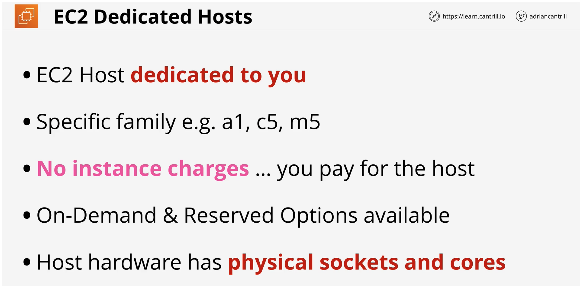 EC2 Dedicated Hosts
https://learn.cantrill.io
adriancantrill
• EC2 Host dedicated to you
• Specific family e.g. a1, c5, m5
• No instance charges ... you pay for the host
• On-Demand & Reserved Options available
• Host hardware has physical sockets and cores